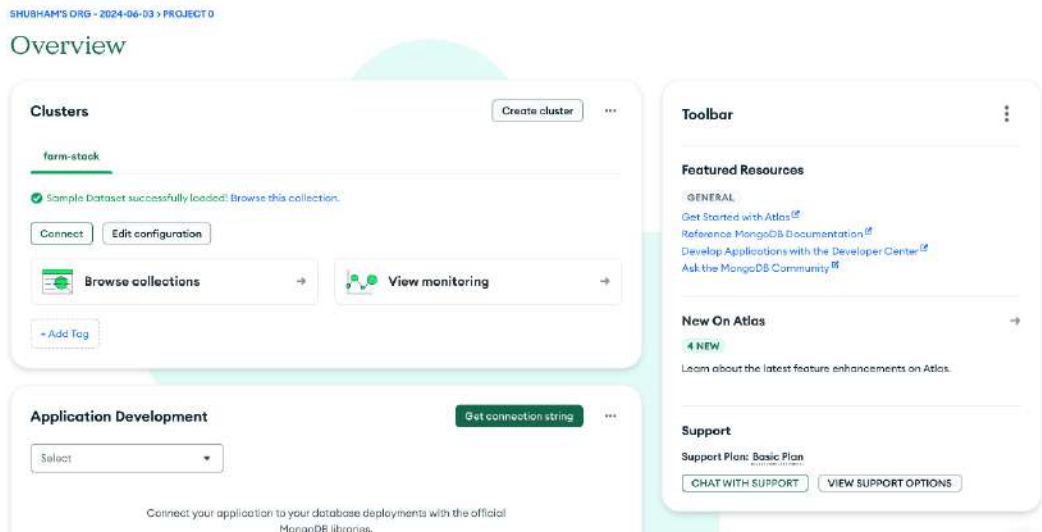 SHUBHAM'S ORG - 2024-06-03 > PROJECT 0
Overview
Clusters
Create cluster
...
farm-stack
Sample Dataset successfully loaded! Browse this collection.
Connect
Edit configuration
Browse collections
View monitoring
+ Add Tag
Application Development
Get connection string
...
Select
Connect your application to your database deployments with the official
MongoDB libraries.
Toolbar
Featured Resources
GENERAL
Get Started with Atlas
Reference MongoDB Documentation
Develop Applications with the Developer Center
Ask the MongoDB Community
New On Atlas
4 NEW
Learn about the latest feature enhancements on Atlas.
Support
Support Plan: Basic Plan
CHAT WITH SUPPORT
VIEW SUPPORT OPTIONS